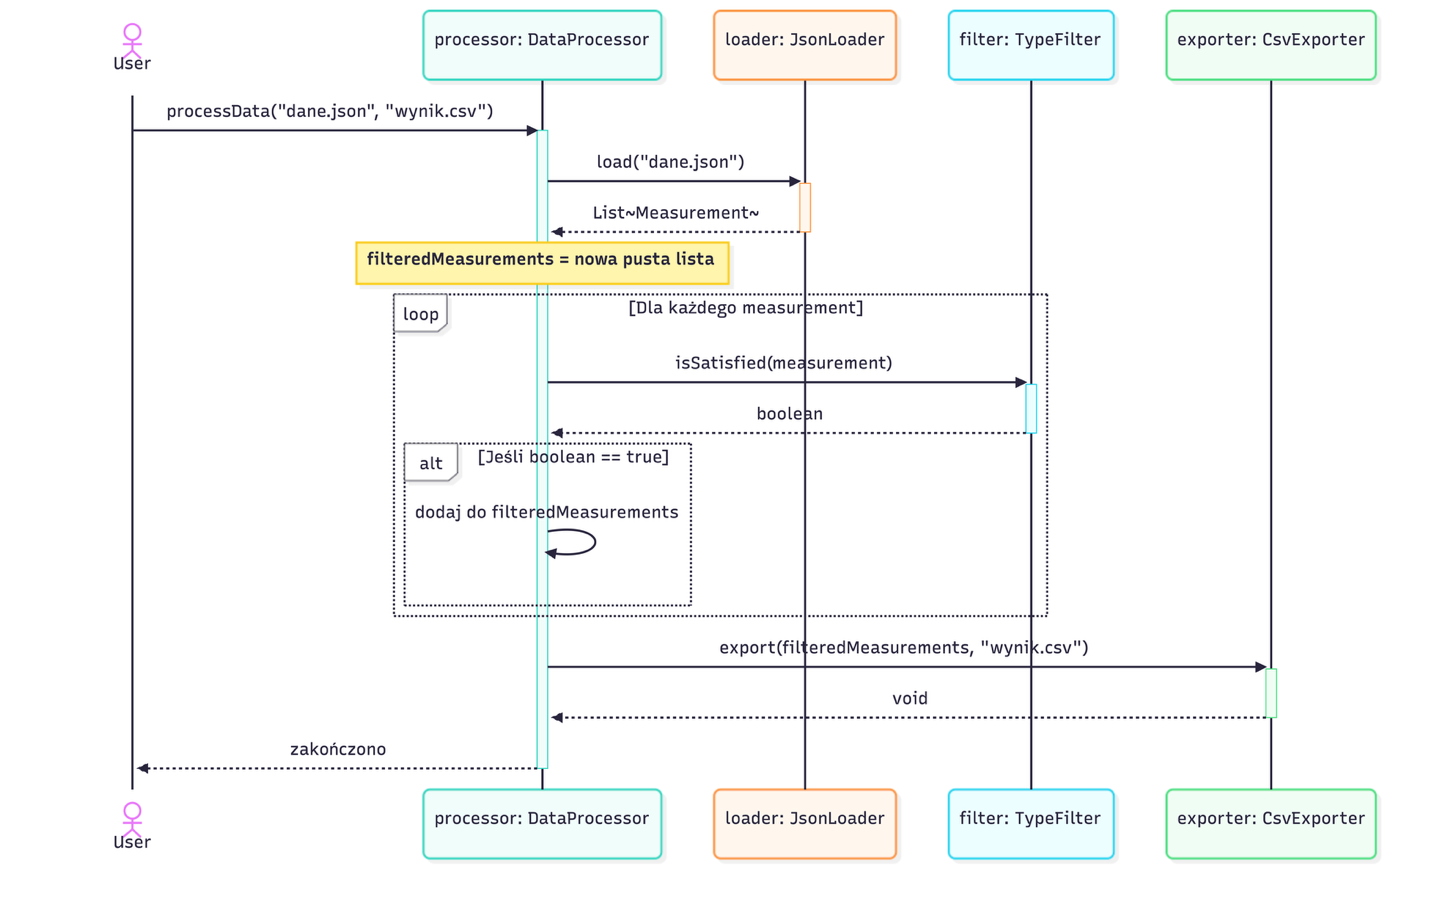 User
processor: DataProcessor
loader: JsonLoader
filter: TypeFilter
exporter: CsvExporter
processData("dane.json", "wynik.csv")
load("dane.json")
List~Measurement~
filteredMeasurements = nowa pusta lista
loop
[Dla każdego measurement]
isSatisfied(measurement)
boolean
alt
[Jeśli boolean == true]
dodaj do filteredMeasurements
export(filteredMeasurements, "wynik.csv")
void
zakończono
User
processor: DataProcessor
loader: JsonLoader
filter: TypeFilter
exporter: CsvExporter